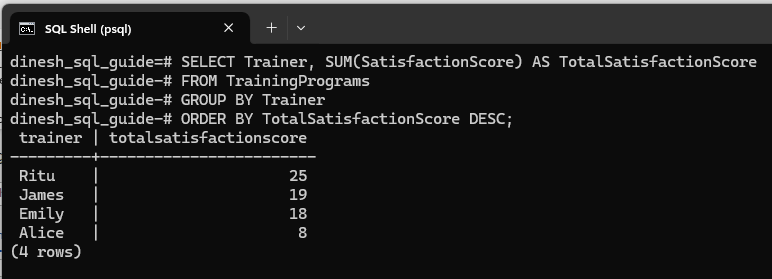 SQL Shell (psql)
dinesh_sql_guide=# SELECT Trainer, SUM(SatisfactionScore) AS TotalSatisfactionScore
dinesh_sql_guide-# FROM TrainingPrograms
dinesh_sql_guide-# GROUP BY Trainer
dinesh_sql_guide-# ORDER BY TotalSatisfactionScore DESC;
 trainer | totalsatisfactionscore
---------+------------------------
 Ritu    |                     25
 James   |                     19
 Emily   |                     18
 Alice   |                      8
(4 rows)